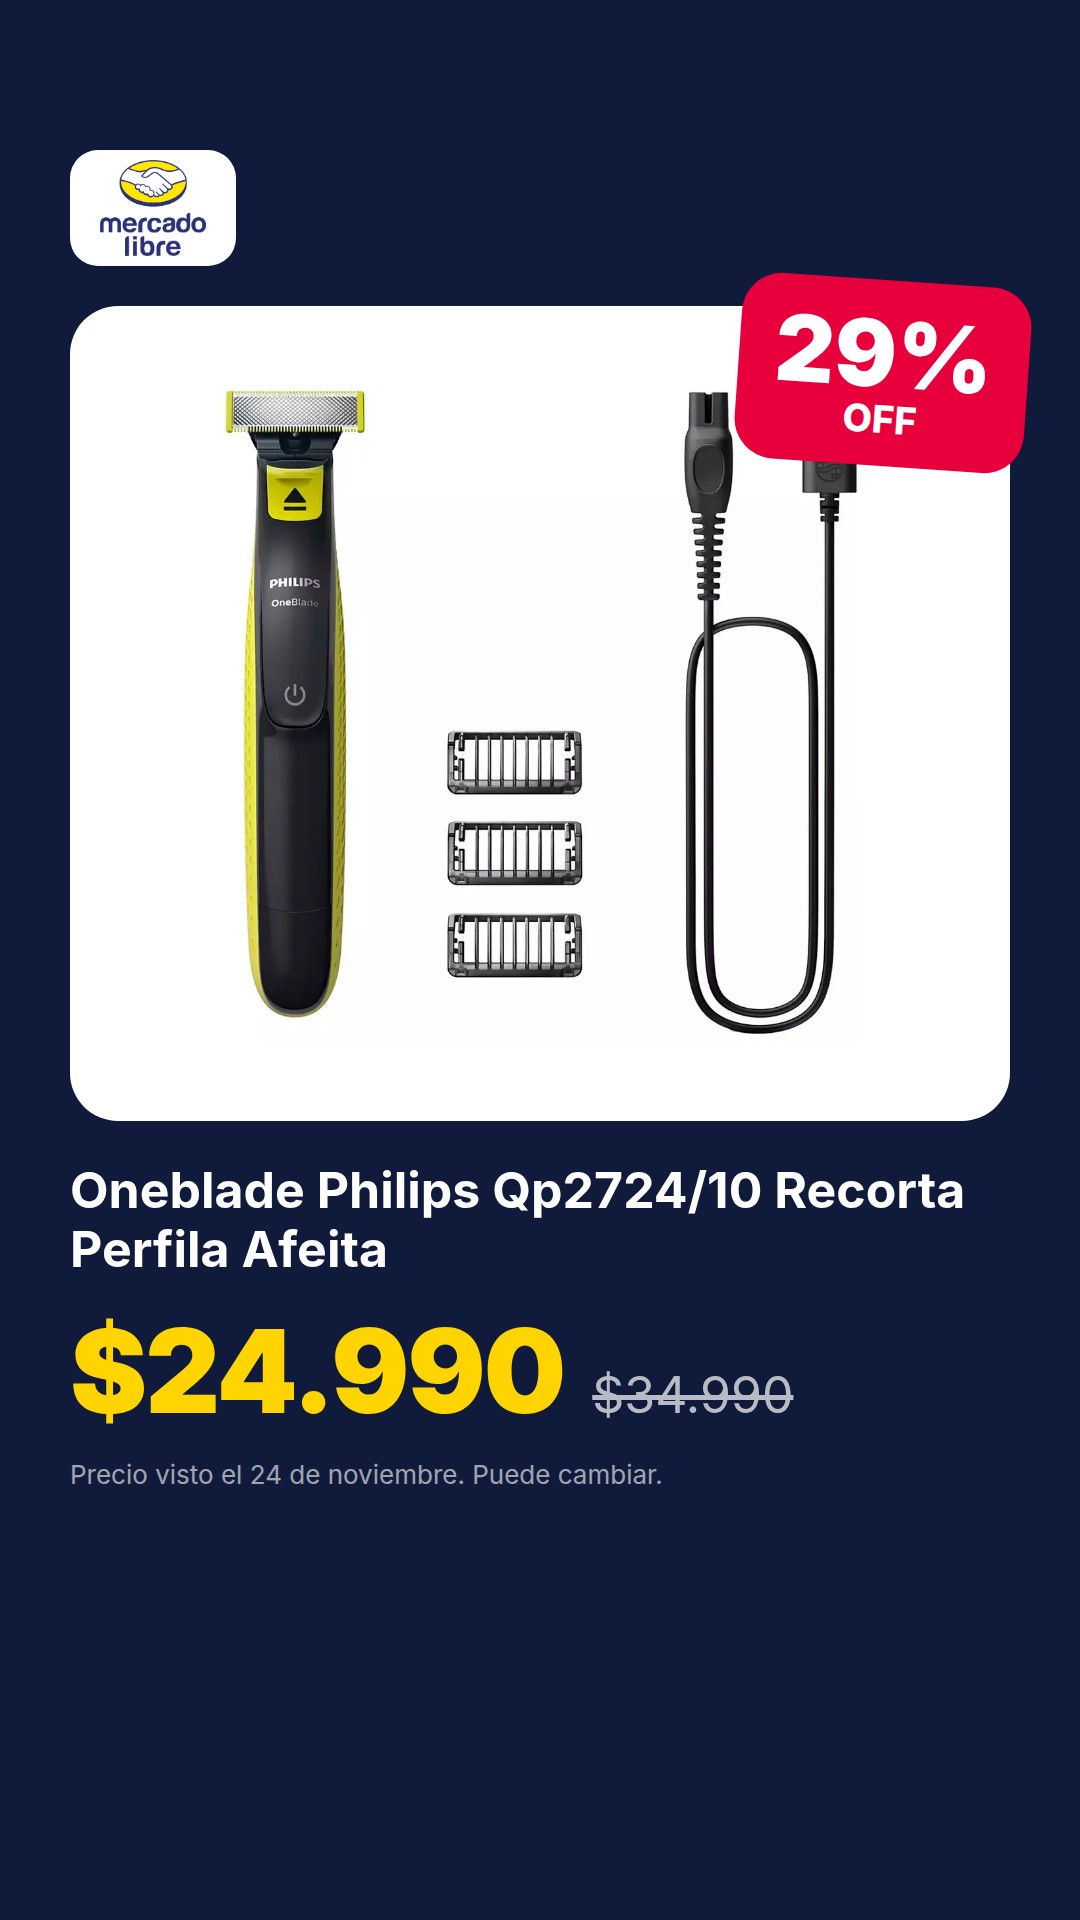 mercado
libre
29%
OFF
PHILIPS
OneBlade
Oneblade Philips Qp2724/10 Recorta
Perfila Afeita
$24.990 $34.990
Precio visto el 24 de noviembre. Puede cambiar.